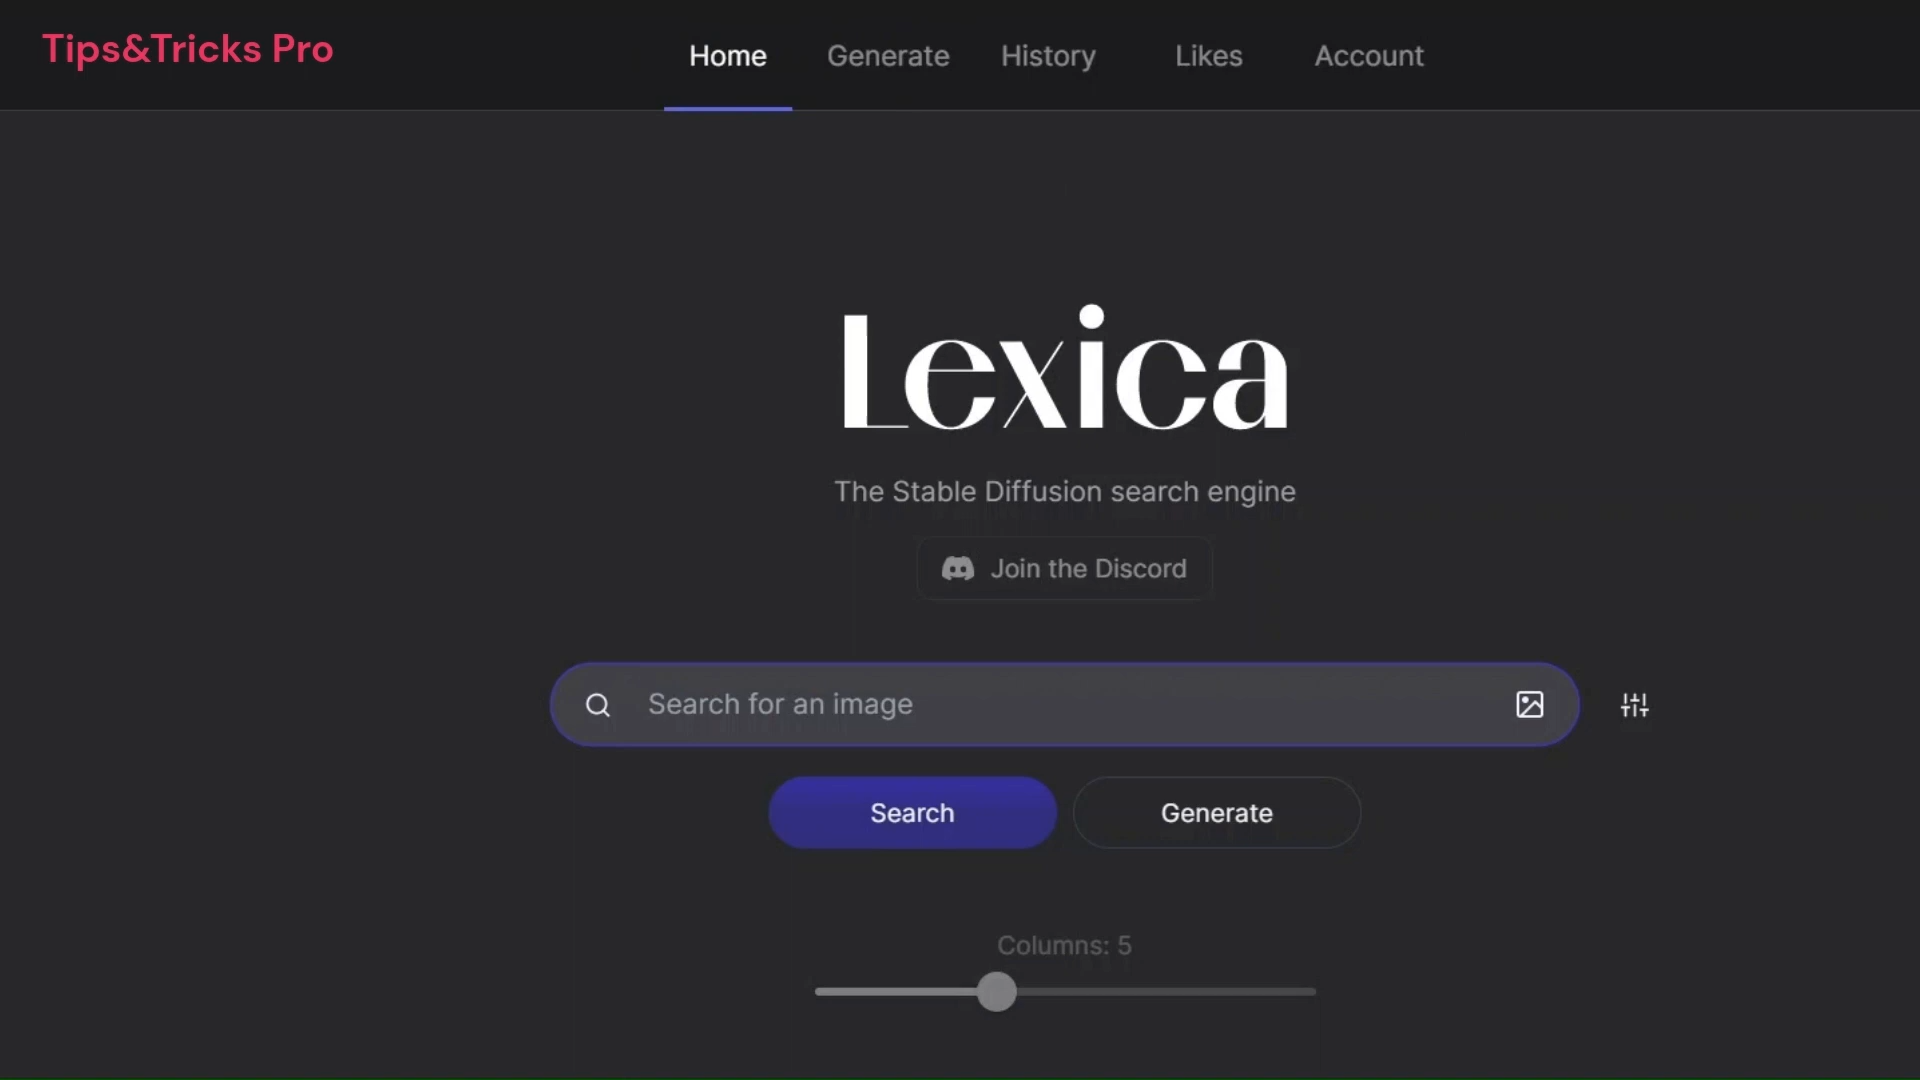 Tips&Tricks Pro
Home Generate History Likes Account
Lexica
The Stable Diffusion search engine
Join the Discord
Search for an image
Search Generate
Columns: 5